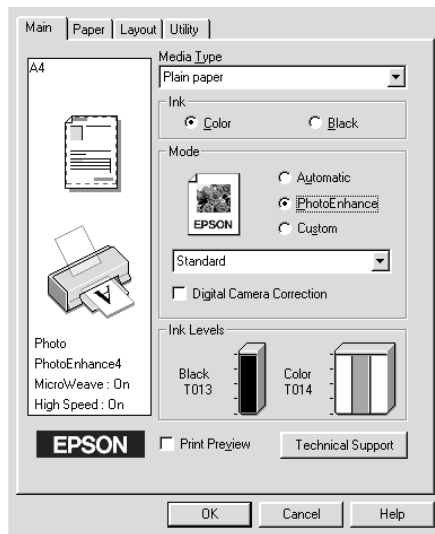 Main Paper Layout Utility
A4
Media Type
Plain paper
Ink
Color Black
Mode
EPSON
Automatic
PhotoEnhance
Custom
Standard
Digital Camera Correction
A
Photo
PhotoEnhance4
MicroWeave : On
High Speed : On
Ink Levels
Black
T013
Color
T014
EPSON
Print Preview
Technical Support
OK Cancel Help